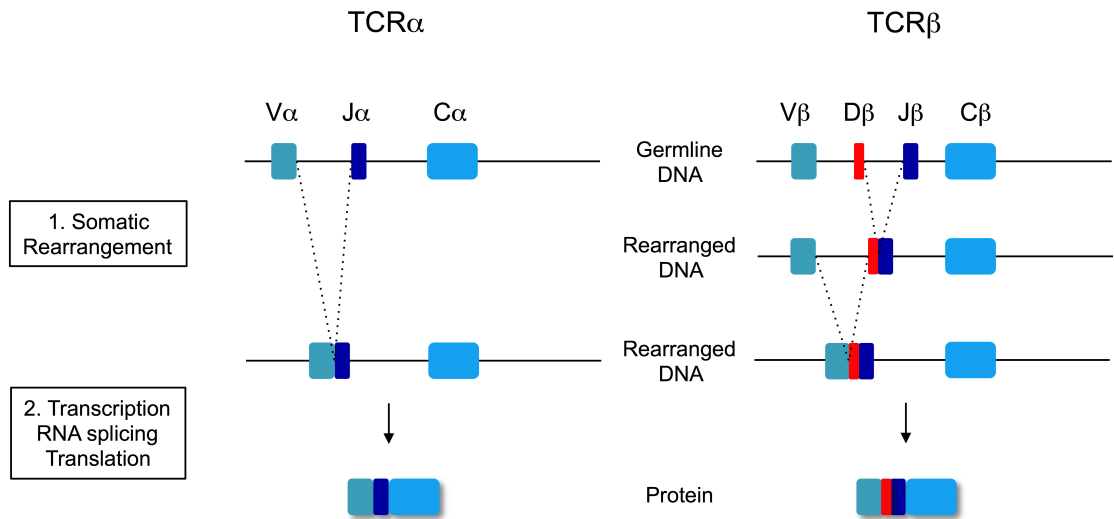 TCRα
TCRβ
Vα
Jα
Cα
Vβ
Dβ
Jβ
Cβ
Germline
DNA
1. Somatic
Rearrangement
Rearranged
DNA
Rearranged
DNA
2. Transcription
RNA splicing
Translation
Protein